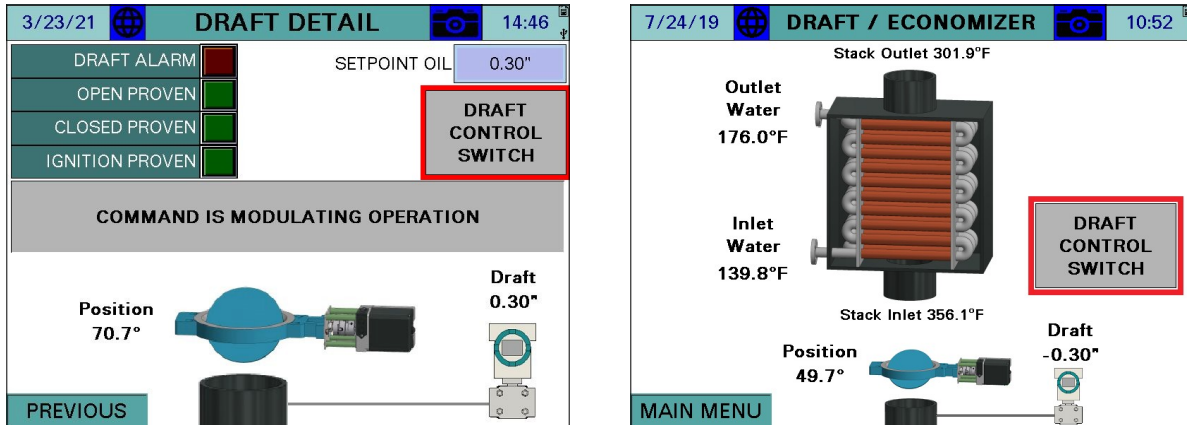 3/23/21 DRAFT DETAIL 14:46
DRAFT ALARM
OPEN PROVEN
CLOSED PROVEN
IGNITION PROVEN
SETPOINT OIL 0.30"
DRAFT
CONTROL
SWITCH
COMMAND IS MODULATING OPERATION
Position
70.7°
Draft
0.30"
PREVIOUS
7/24/19 DRAFT / ECONOMIZER 10:52
Stack Outlet 301.9°F
Outlet
Water
176.0°F
Inlet
Water
139.8°F
DRAFT
CONTROL
SWITCH
Stack Inlet 356.1°F
Position
49.7°
Draft
-0.30"
MAIN MENU